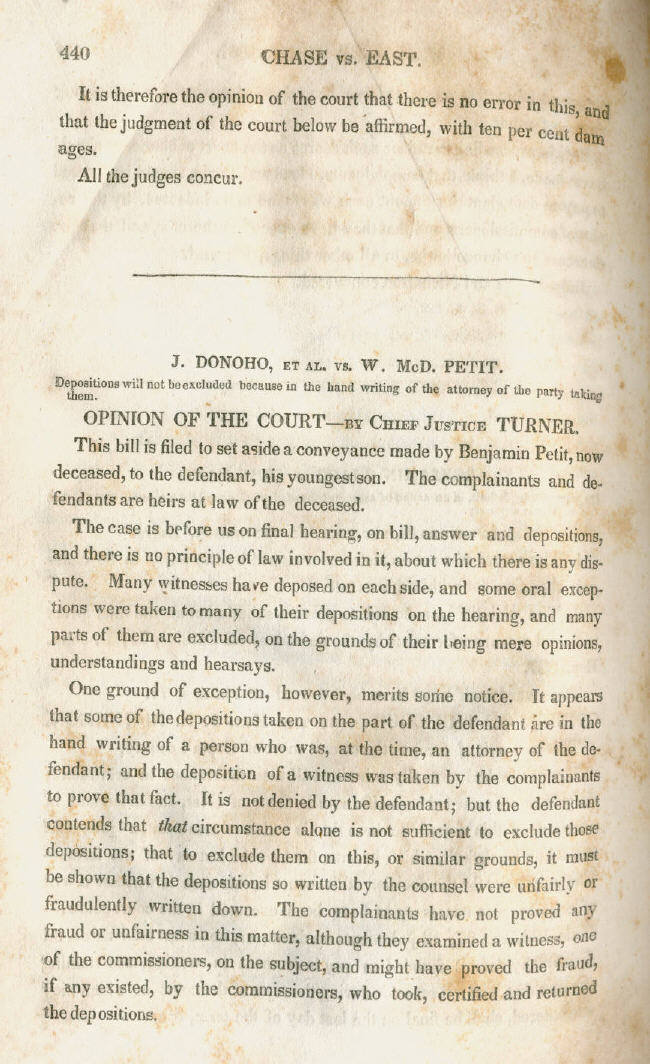 440
CHASE vs. EAST.
It is therefore the opinion of the court that there is no error in this, and
that the judgment of the court below be affirmed, with ten per cent dam
ages.
All the judges concur.
J. DONOHO, ET AL. vs. W. McD. PETIT.
Depositions will not be excluded because in the hand writing of the attorney of the party taking
them.
OPINION OF THE COURT—BY CHIEF JUSTICE TURNER.
This bill is filed to set aside a conveyance made by Benjamin Petit, now
deceased, to the defendant, his youngest son. The complainants and de-
fendants are heirs at law of the deceased.
The case is before us on final hearing, on bill, answer and depositions,
and there is no principle of law involved in it, about which there is any dis-
pute. Many witnesses have deposed on each side, and some oral excep-
tions were taken to many of their depositions on the hearing, and many
parts of them are excluded, on the grounds of their being mere opinions,
understandings and hearsays.
One ground of exception, however, merits some notice. It appears
that some of the depositions taken on the part of the defendant are in the
hand writing of a person who was, at the time, an attorney of the de-
fendant; and the deposition of a witness was taken by the complainants
to prove that fact. It is not denied by the defendant; but the defendant
contends that that circumstance alone is not sufficient to exclude those
depositions; that to exclude them on this, or similar grounds, it must
be shown that the depositions so written by the counsel were unfairly or
fraudulently written down. The complainants have not proved any
fraud or unfairness in this matter, although they examined a witness, one
of the commissioners, on the subject, and might have proved the fraud,
if any existed, by the commissioners, who took, certified and returned
the depositions.